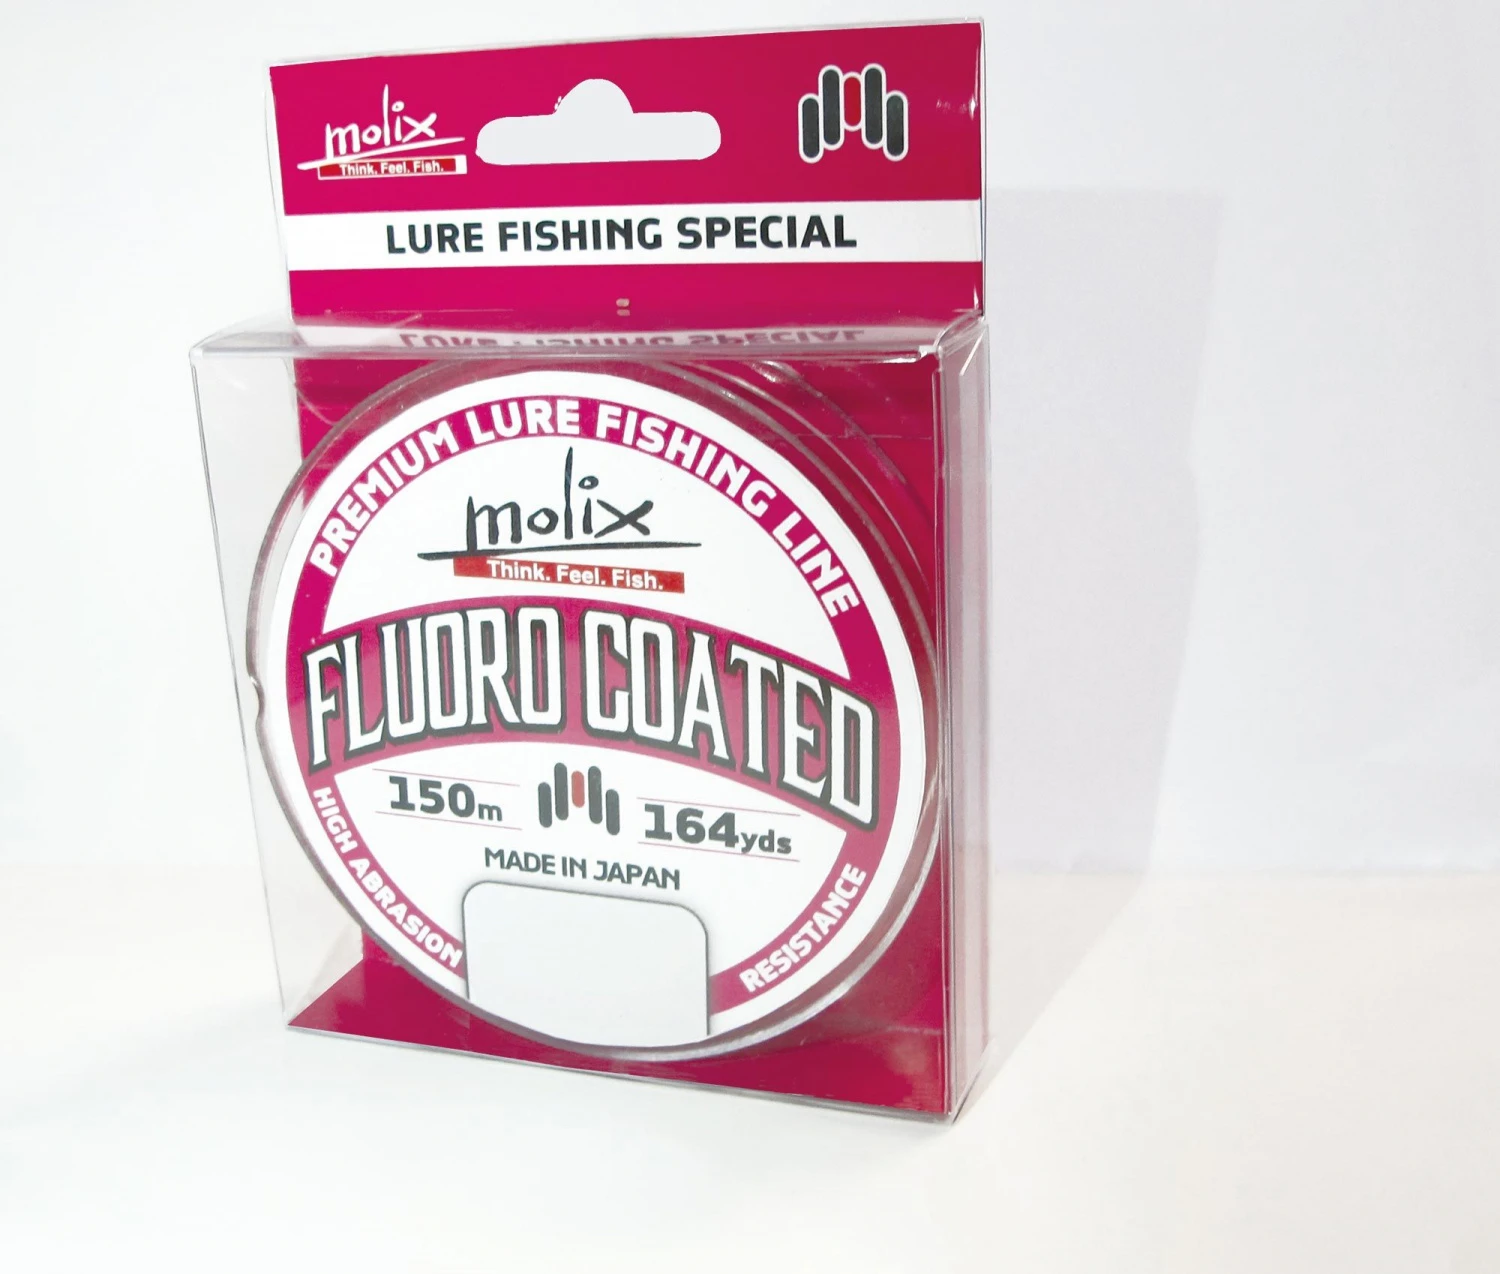 molix
Think. Feel. Fish.
LURE FISHING SPECIAL
PREMIUM LURE FISHING LINE
molix
Think. Feel. Fish.
FLUORO COATED
150m
164yds
MADE IN JAPAN
HIGH ABRASION
RESISTANCE